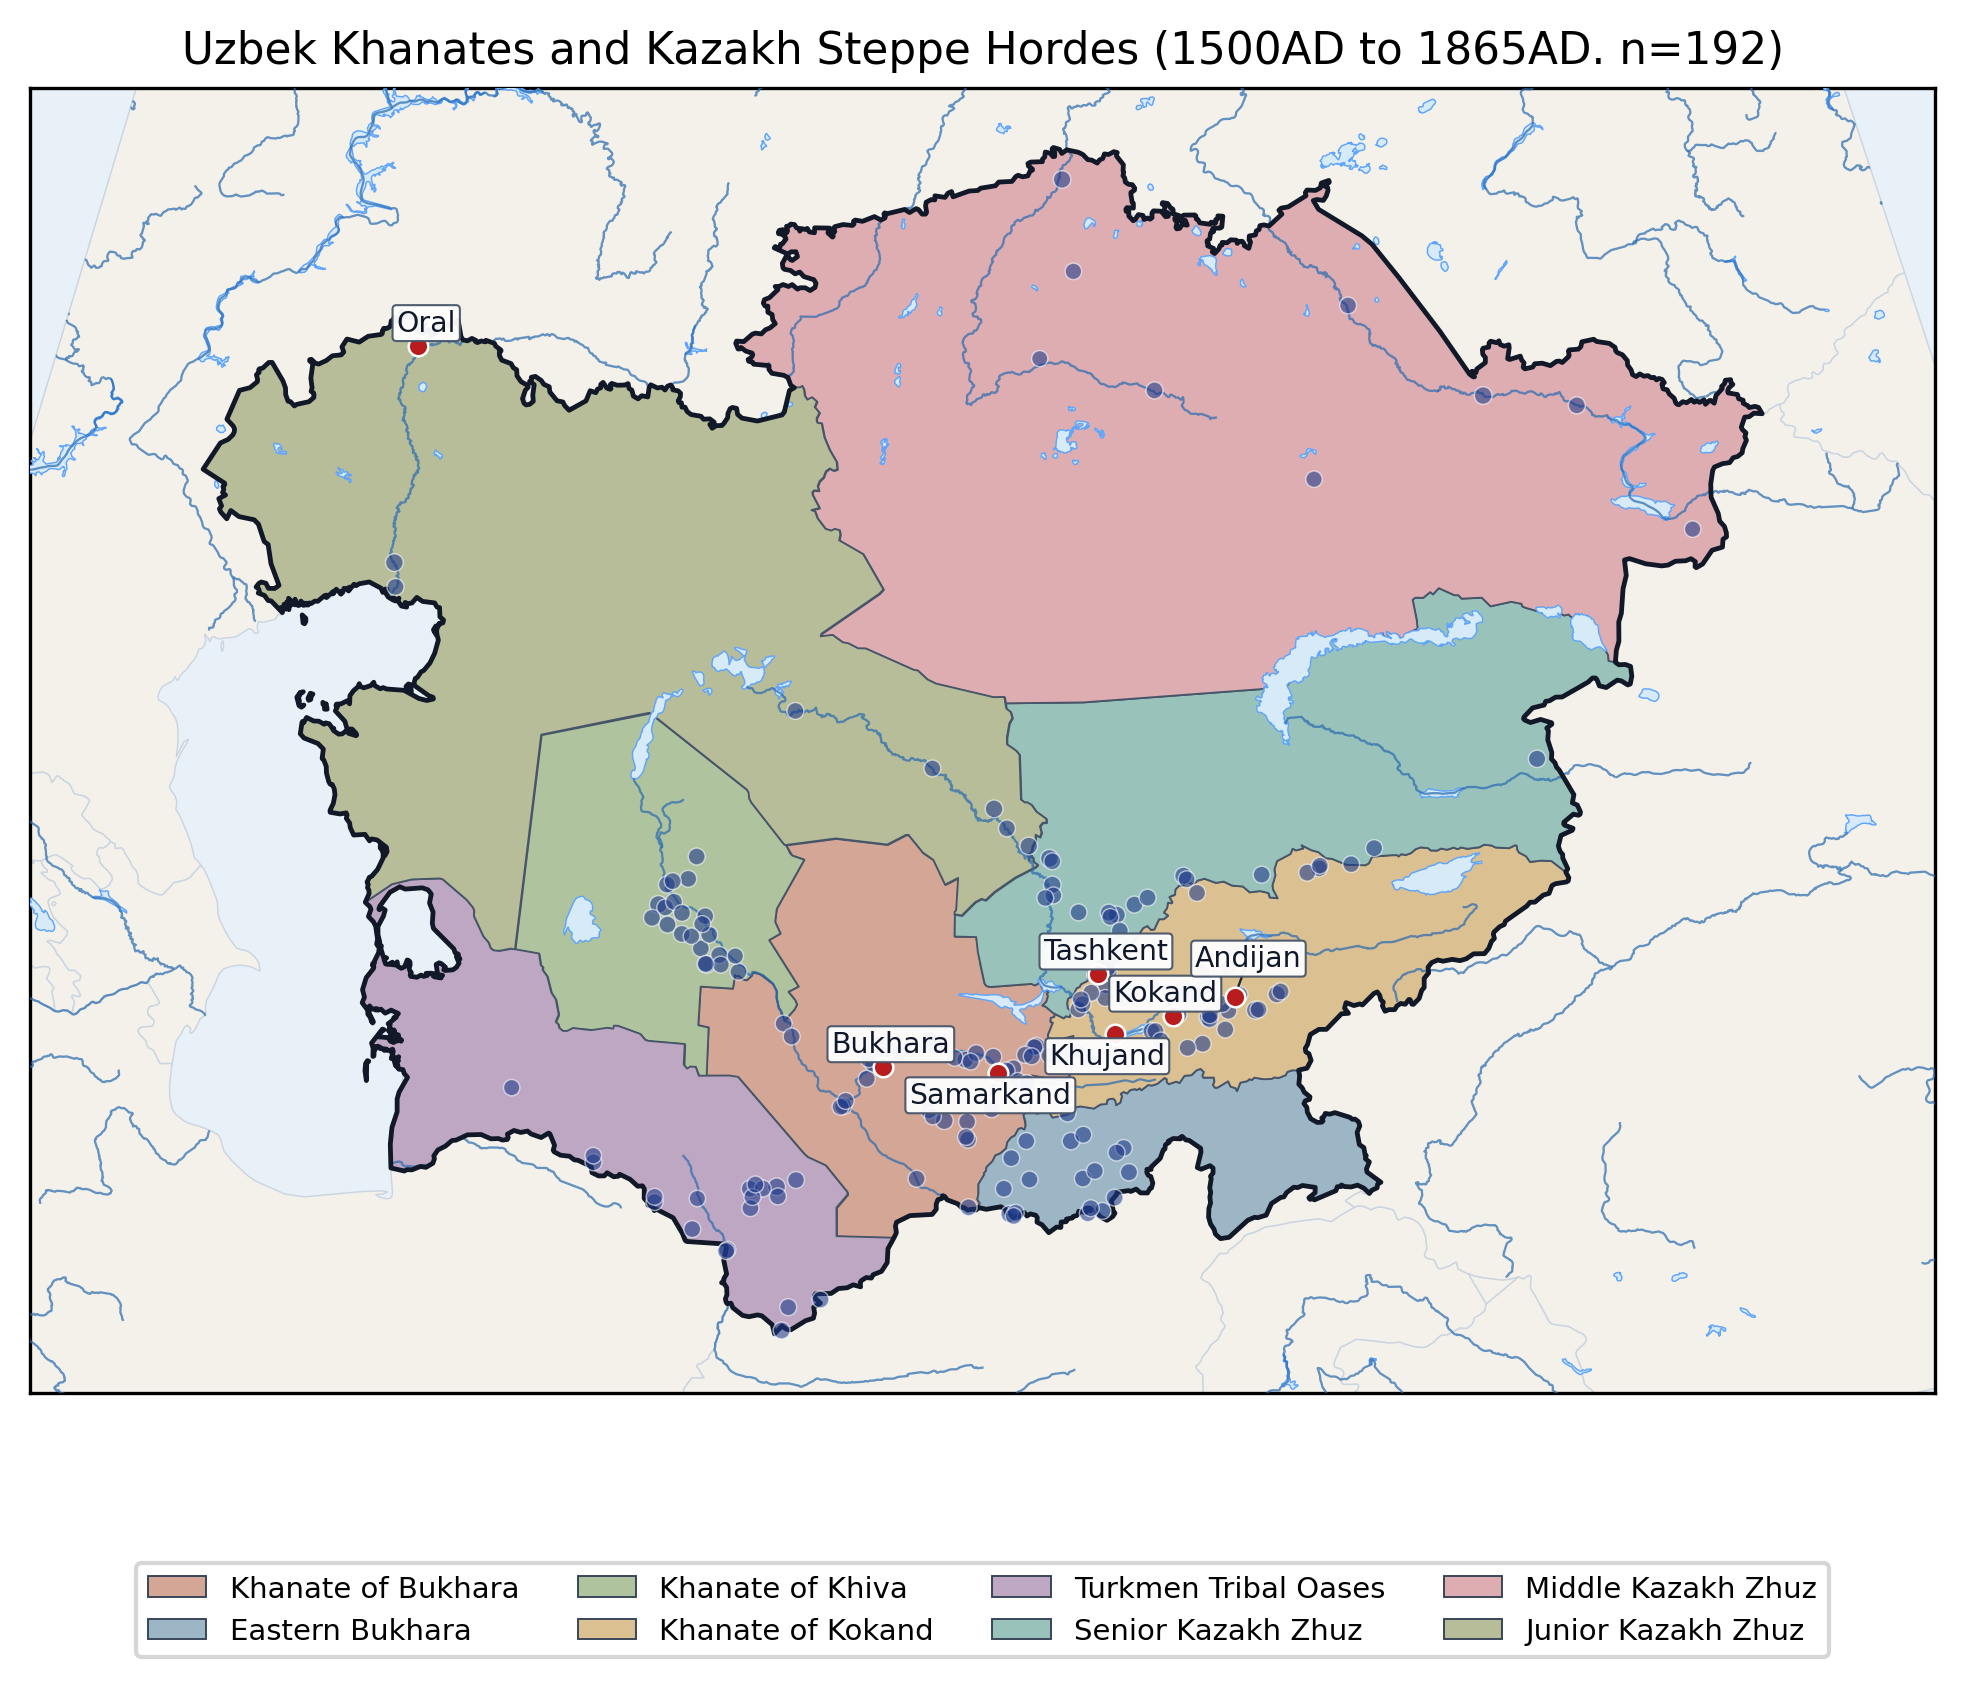 Uzbek Khanates and Kazakh Steppe Hordes (1500AD to 1865AD. n=192)
Oral
Tashkent
Andijan
Kokand
Bukhara
Khujand
Samarkand
Khanate of Bukhara
Eastern Bukhara
Khanate of Khiva
Khanate of Kokand
Turkmen Tribal Oases
Senior Kazakh Zhuz
Middle Kazakh Zhuz
Junior Kazakh Zhuz